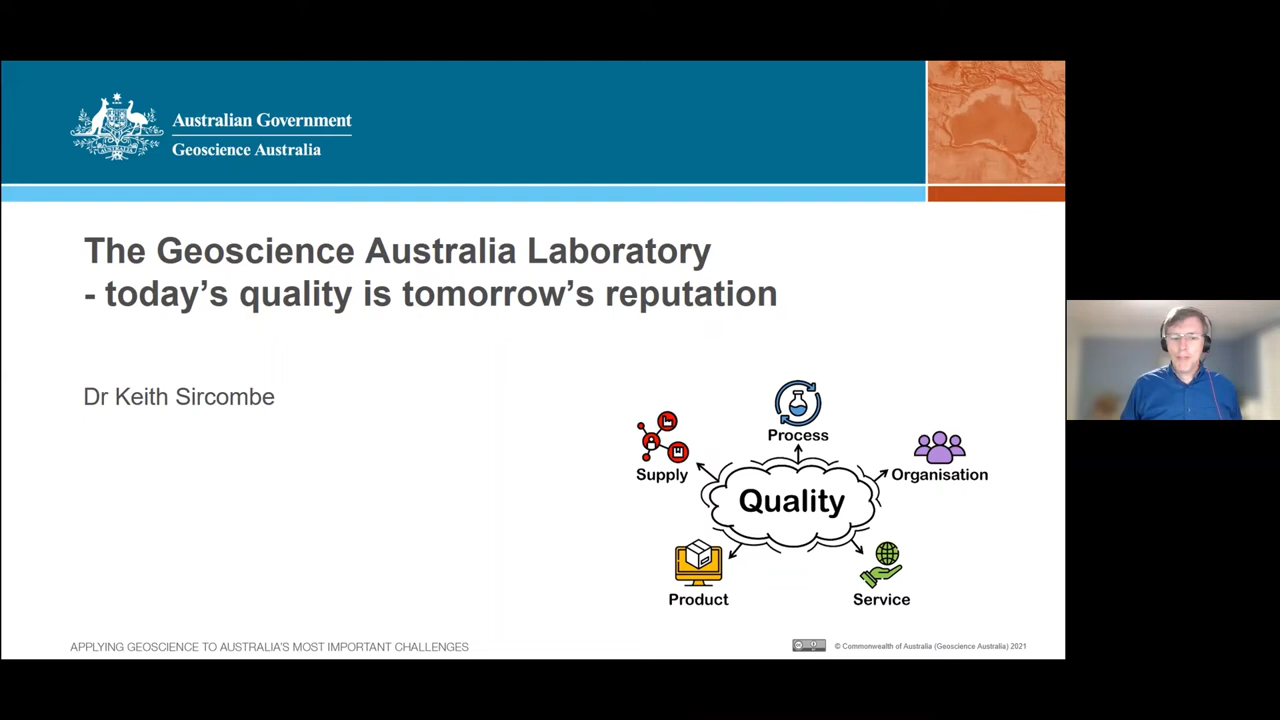 Australian Government
Geoscience Australia
The Geoscience Australia Laboratory
- today's quality is tomorrow's reputation
Dr Keith Sircombe
Process
Supply
Organisation
Quality
Product
Service
APPLYING GEOSCIENCE TO AUSTRALIA'S MOST IMPORTANT CHALLENGES
© Commonwealth of Australia (Geoscience Australia) 2021